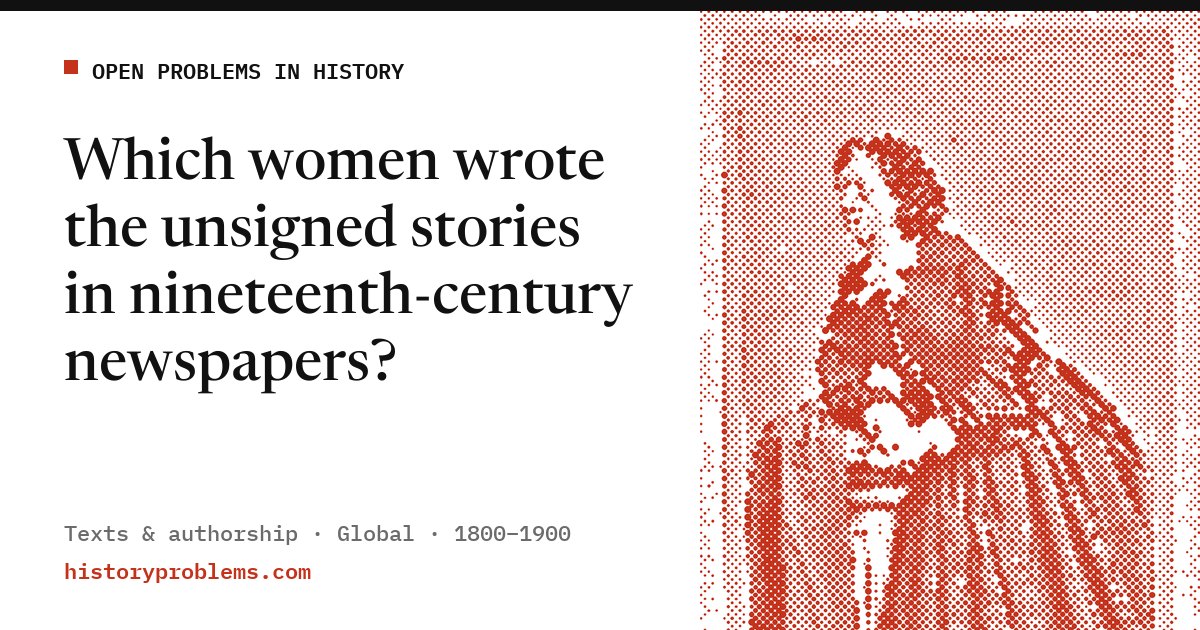 OPEN PROBLEMS IN HISTORY
Which women wrote
the unsigned stories
in nineteenth-century
newspapers?
Texts & authorship · Global · 1800–1900
historyproblems.com